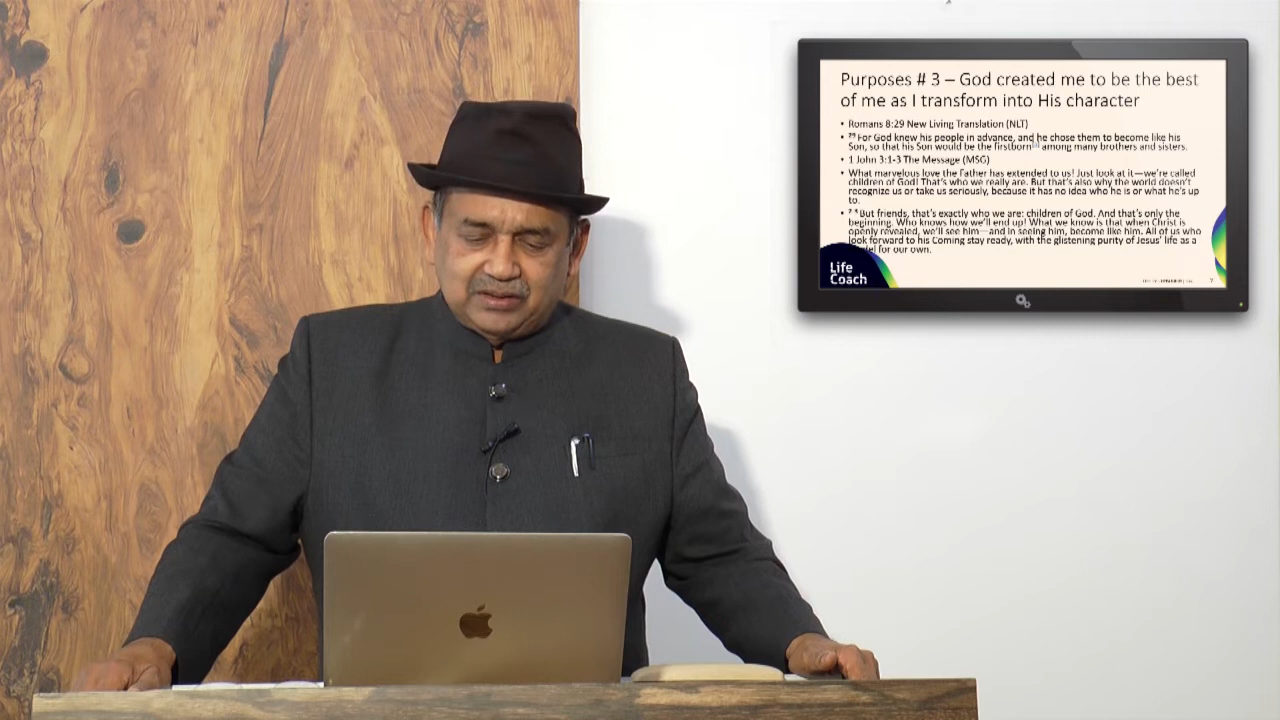 Purposes # 3 – God created me to be the best
of me as I transform into His character
• Romans 8:29 New Living Translation (NLT)
• 29 For God knew his people in advance, and he chose them to become like his
Son, so that his Son would be the firstborn among many brothers and sisters.
• 1 John 3:1-3 The Message (MSG)
• What marvelous love the Father has extended to us! Just look at it—we're called
children of God! That's who we really are. But that's also why the world doesn't
recognize us or take us seriously, because it has no idea who he is or what he's up
to.
• But friends, that's exactly who we are: children of God. And that's only the
beginning. Who knows how we'll end up! What we know is that when Christ is
openly revealed, we'll see him—and in seeing him, become like him. All of us who
look forward to his Coming stay ready, with the glistening purity of Jesus' life as a
for our own.
Life
Coach
7